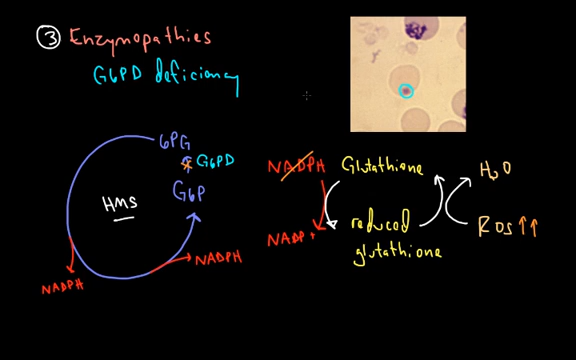 3 Enzymopathies
G6PD deficiency
6PG
G6PD
G6P
HMS
NADPH
NADPH
NADPH
Glutathione
H2O
NADP+
reduced
glutathione
ROS ↑↑